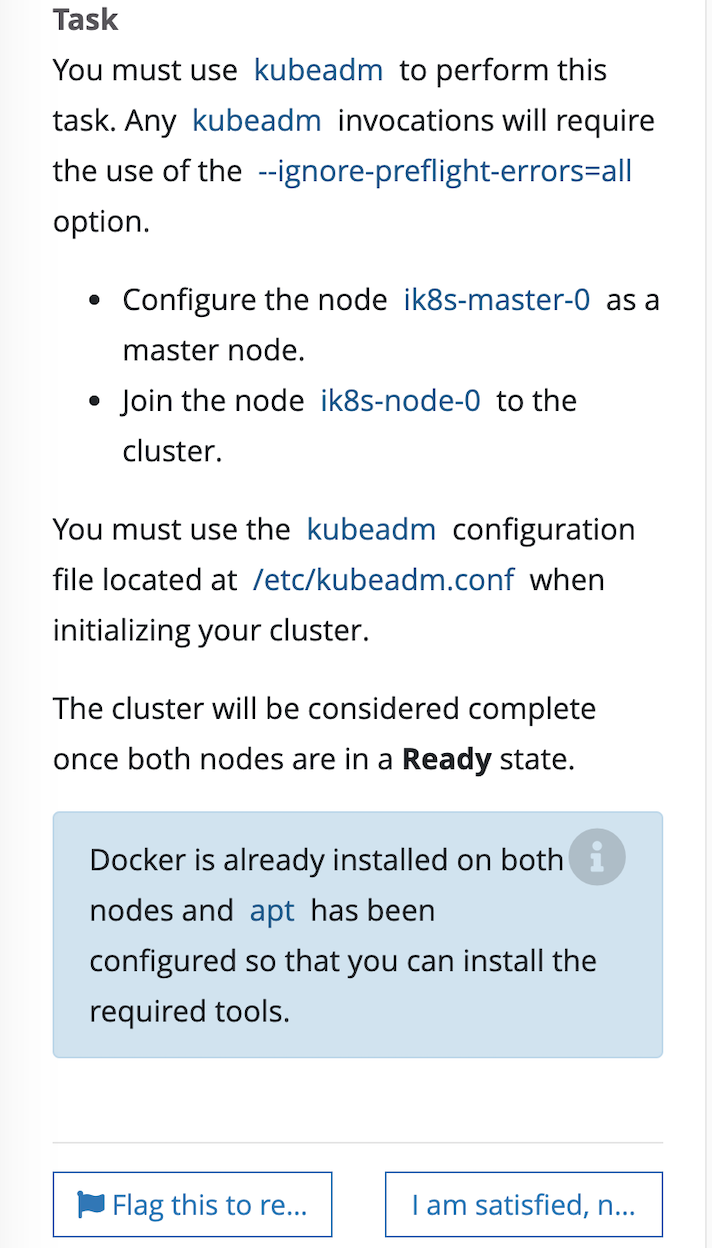 Task
You must use kubeadm to perform this
task. Any kubeadm invocations will require
the use of the --ignore-preflight-errors=all
option.
• Configure the node ik8s-master-0 as a
master node.
• Join the node ik8s-node-0 to the
cluster.
You must use the kubeadm configuration
file located at /etc/kubeadm.conf when
initializing your cluster.
The cluster will be considered complete
once both nodes are in a Ready state.
Docker is already installed on both
nodes and apt has been
configured so that you can install the
required tools.
Flag this to re...
I am satisfied, n...